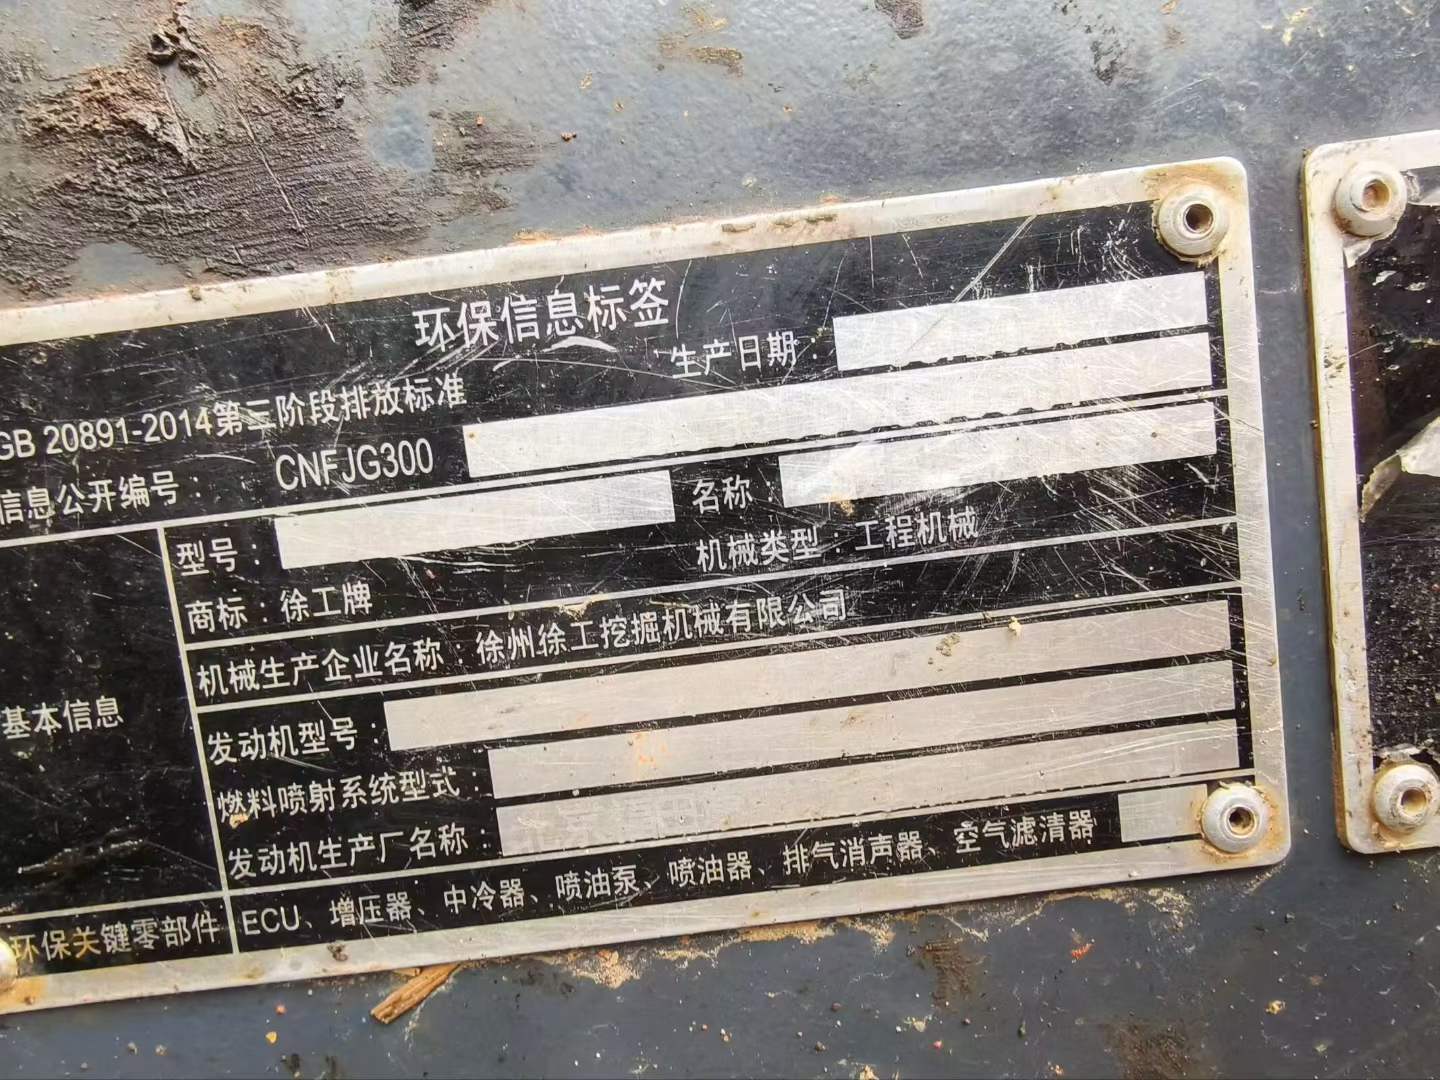 环保信息标签
生产日期：
GB 20891-2014第三阶段排放标准
信息公开编号： CNFJG300
型号： 名称：
商标：徐工牌 机械类型：工程机械
机械生产企业名称：徐州徐工挖掘机械有限公司
基本信息
发动机型号：
燃料喷射系统型式：
发动机生产厂名称：
环保关键零部件 ECU、增压器、中冷器、喷油泵、喷油器、排气消声器、空气滤清器